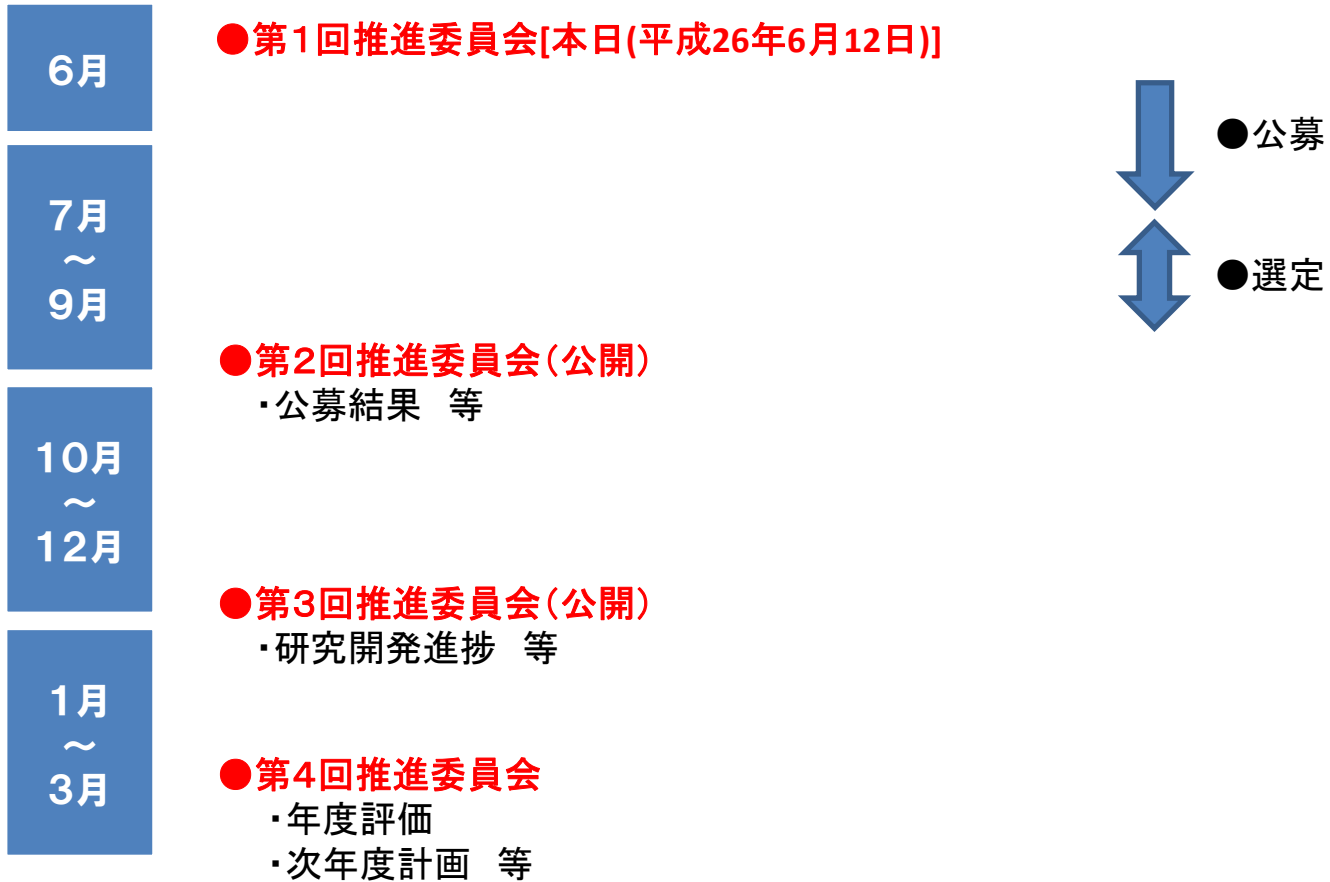 6月
●第1回推進委員会[本日(平成26年6月12日)]
●公募
7月
～
9月
●選定
●第2回推進委員会(公開)
・公募結果　等
10月
～
12月
●第3回推進委員会(公開)
・研究開発進捗　等
1月
～
3月
●第4回推進委員会
・年度評価
・次年度計画　等